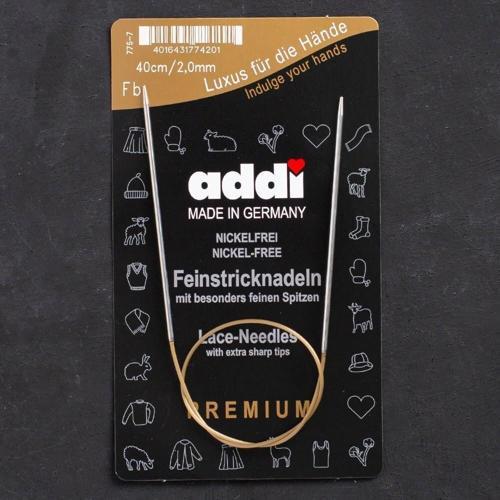 775-7
4016431774201
40cm/2,0mm
Fb
Luxus für die Hände
Indulge your hands
addi
MADE IN GERMANY
NICKELFREI
NICKEL-FREE
Feinstricknadeln
mit besonders feinen Spitzen
Lace-Needles
with extra sharp tips
PREMIUM